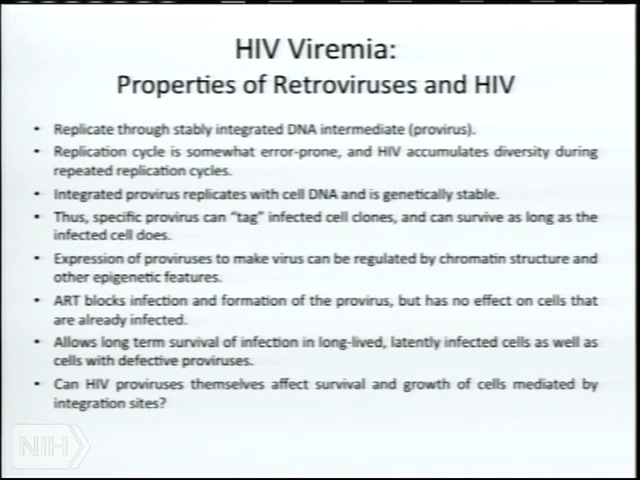 HIV Viremia:
Properties of Retroviruses and HIV
• Replicate through stably integrated DNA intermediate (provirus).
• Replication cycle is somewhat error-prone, and HIV accumulates diversity during
repeated replication cycles.
• Integrated provirus replicates with cell DNA and is genetically stable.
• Thus, specific provirus can “tag” infected cell clones, and can survive as long as the
infected cell does.
• Expression of proviruses to make virus can be regulated by chromatin structure and
other epigenetic features.
• ART blocks infection and formation of the provirus, but has no effect on cells that
are already infected.
• Allows long term survival of infection in long-lived, latently infected cells as well as
cells with defective proviruses.
• Can HIV proviruses themselves affect survival and growth of cells mediated by
integration sites?
NIH